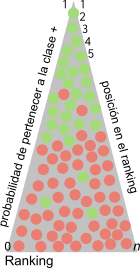 1
1
2
3
4
5
probabilidad de pertenecer a la clase +
posición en el ranking
0
n
Ranking